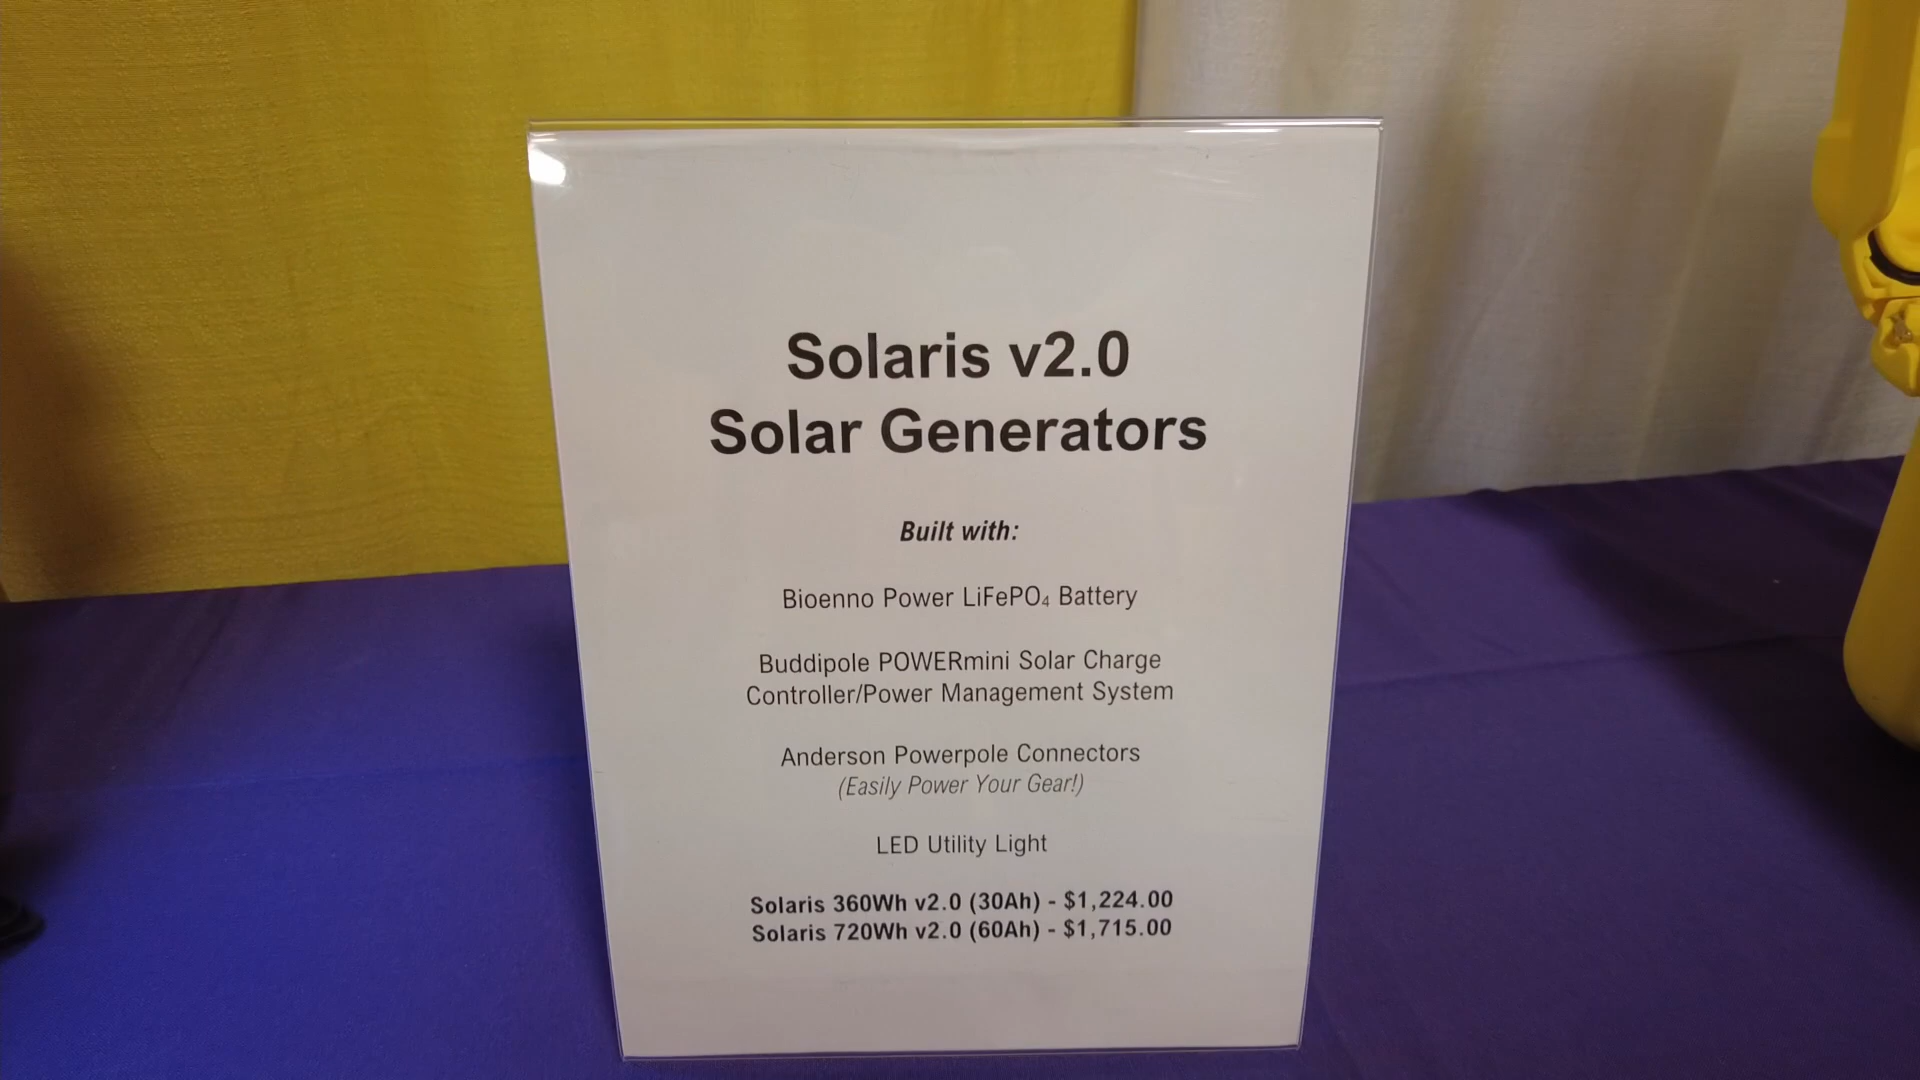 Solaris v2.0
Solar Generators
Built with:
Bioenno Power LiFePO₄ Battery
Buddipole POWERmini Solar Charge
Controller/Power Management System
Anderson Powerpole Connectors
(Easily Power Your Gear!)
LED Utility Light
Solaris 360Wh v2.0 (30Ah) - $1,224.00
Solaris 720Wh v2.0 (60Ah) - $1,715.00